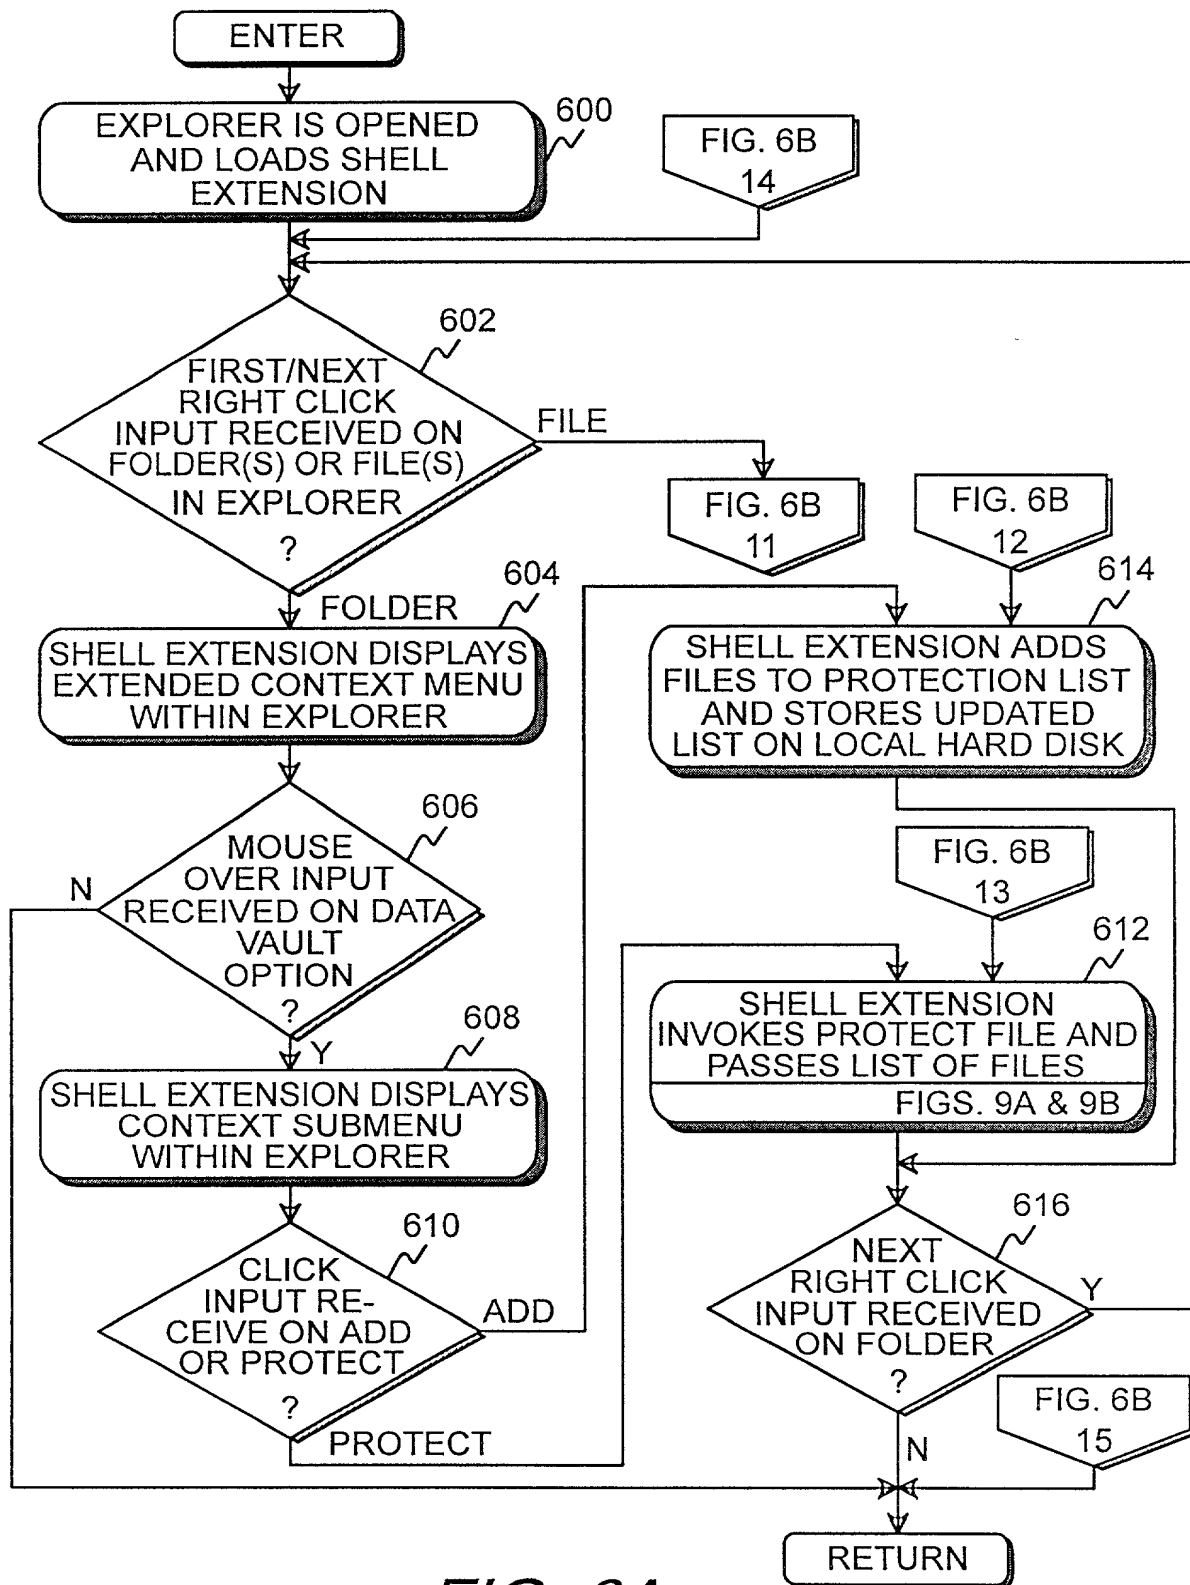 ENTER
EXPLORER IS OPENED
AND LOADS SHELL
EXTENSION
600
FIG. 6B
14
602
FIRST/NEXT
RIGHT CLICK
INPUT RECEIVED ON
FOLDER(S) OR FILE(S)
IN EXPLORER
?
FILE
FIG. 6B
11
FIG. 6B
12
FOLDER
604
SHELL EXTENSION DISPLAYS
EXTENDED CONTEXT MENU
WITHIN EXPLORER
614
SHELL EXTENSION ADDS
FILES TO PROTECTION LIST
AND STORES UPDATED
LIST ON LOCAL HARD DISK
606
MOUSE
OVER INPUT
RECEIVED ON DATA
VAULT
OPTION
?
N
Y
FIG. 6B
13
612
SHELL EXTENSION
INVOKES PROTECT FILE AND
PASSES LIST OF FILES
FIGS. 9A & 9B
608
SHELL EXTENSION DISPLAYS
CONTEXT SUBMENU
WITHIN EXPLORER
610
CLICK
INPUT RE-
CEIVE ON ADD
OR PROTECT
?
ADD
PROTECT
616
NEXT
RIGHT CLICK
INPUT RECEIVED
ON FOLDER
?
Y
N
FIG. 6B
15
RETURN
FIG. 6A